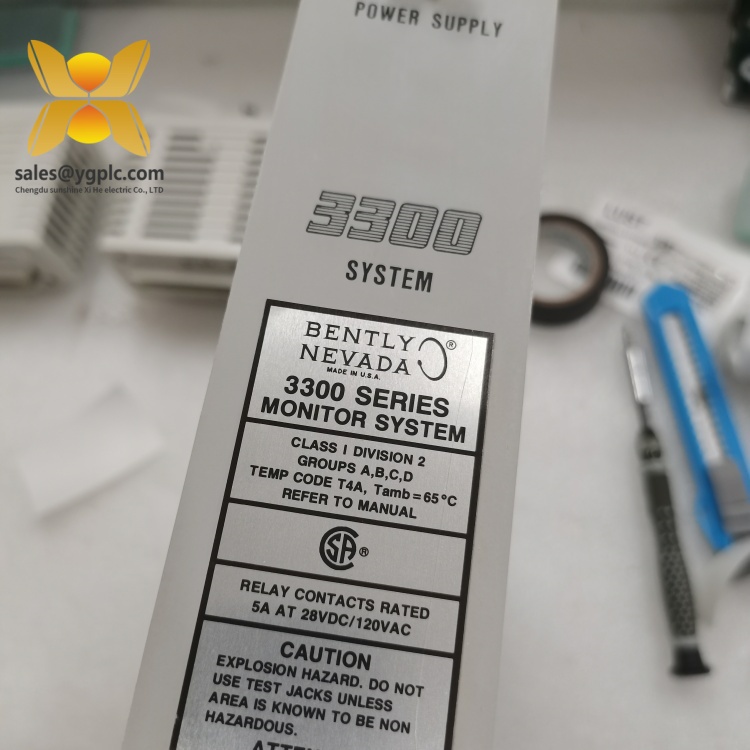 POWER SUPPLY
sales@ygplc.com
Chengdu sunshine Xi He electric Co., LTD
3300
SYSTEM
BENTLY
NEVADA ®
MADE IN U.S.A.
3300 SERIES
MONITOR SYSTEM
CLASS I DIVISION 2
GROUPS A,B,C,D
TEMP CODE T4A, Tamb=65°C
REFER TO MANUAL
SA ®
RELAY CONTACTS RATED
5A AT 28VDC/120VAC
CAUTION
EXPLOSION HAZARD. DO NOT
USE TEST JACKS UNLESS
AREA IS KNOWN TO BE NON
HAZARDOUS.